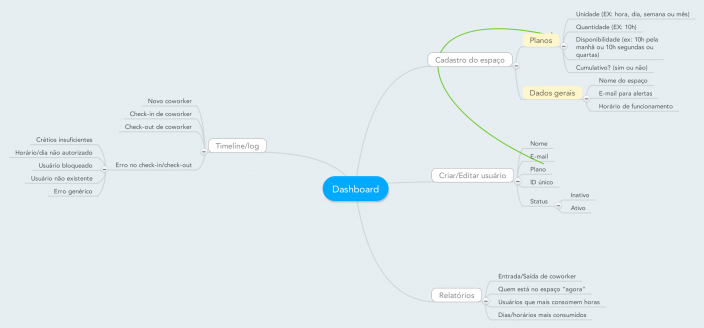 Dashboard
Timeline/log
Novo coworker
Check-in de coworker
Check-out de coworker
Erro no check-in/check-out
Crétios insuficientes
Horário/dia não autorizado
Usuário bloqueado
Usuário não existente
Erro genérico
Cadastro do espaço
Planos
Unidade (EX: hora, dia, semana ou mês)
Quantidade (EX: 10h)
Disponibilidade (ex: 10h pela
manhã ou 10h segundas ou
quartas)
Cumulativo? (sim ou não)
Dados gerais
Nome do espaço
E-mail para alertas
Horário de funcionamento
Criar/Editar usuário
Nome
E-mail
Plano
ID único
Status
Inativo
Ativo
Relatórios
Entrada/Saída de coworker
Quem está no espaço "agora"
Usuários que mais consomem horas
Dias/horários mais consumidos